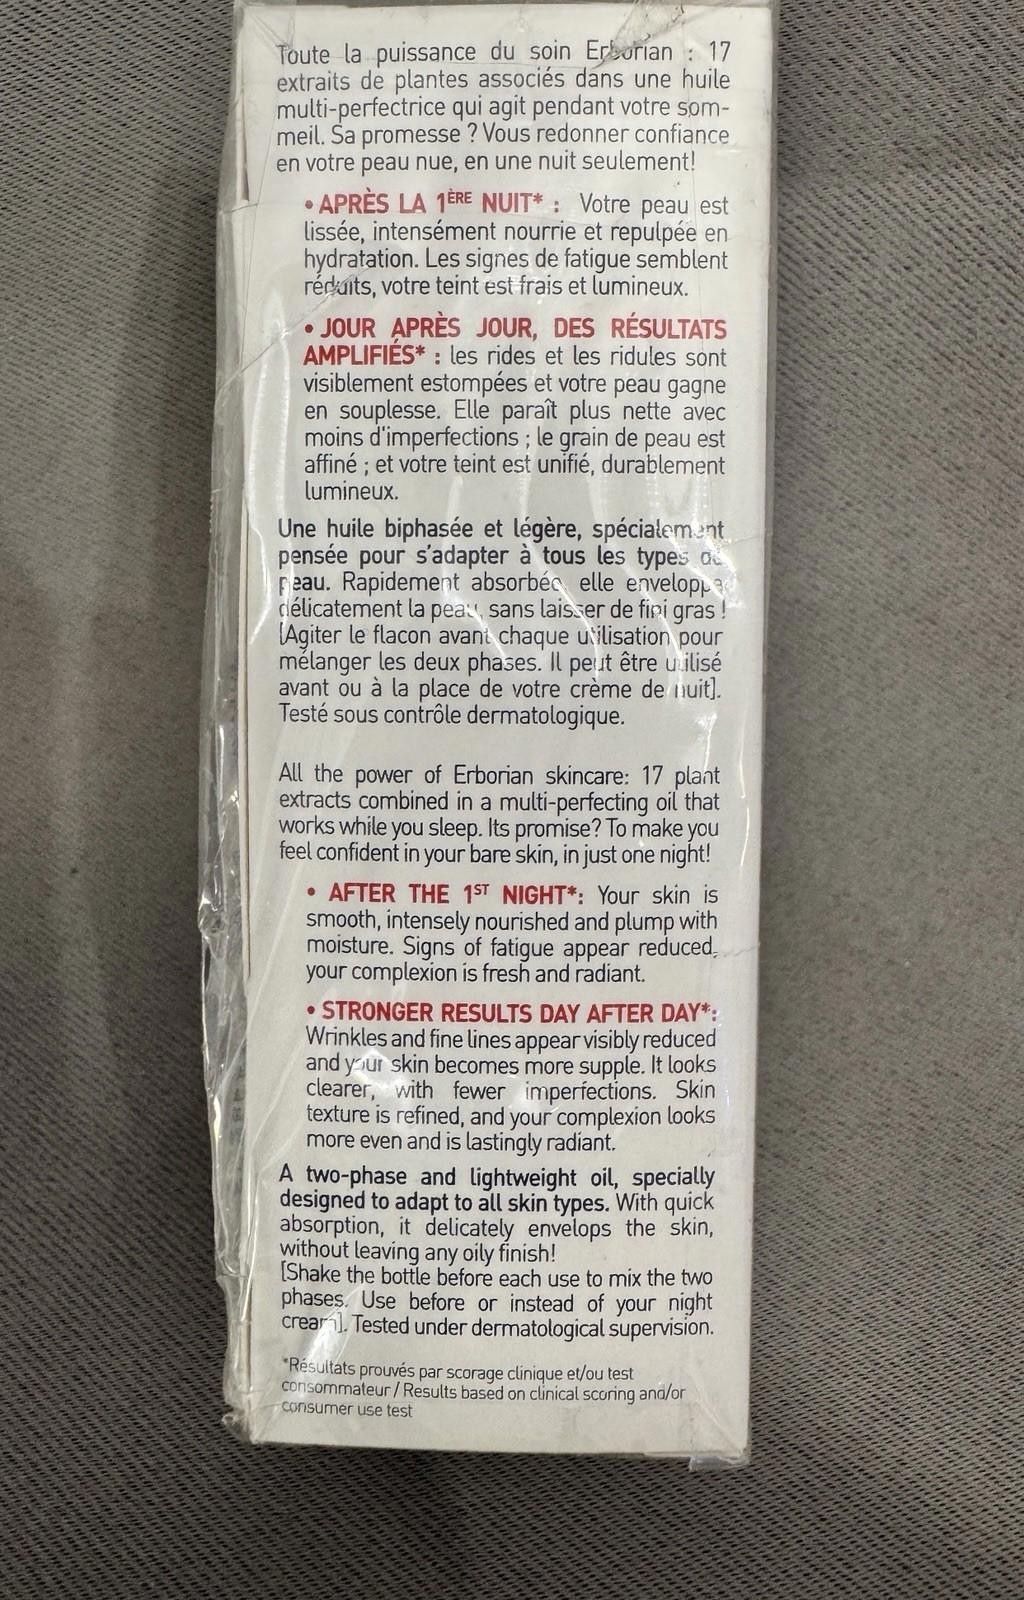 Toute la puissance du soin Erborian : 17
extraits de plantes associés dans une huile
multi-perfectrice qui agit pendant votre som-
meil. Sa promesse ? Vous redonner confiance
en votre peau nue, en une nuit seulement!
• APRÈS LA 1ÈRE NUIT* : Votre peau est
lissée, intensément nourrie et repulpée en
hydratation. Les signes de fatigue semblent
réduits, votre teint est frais et lumineux.
• JOUR APRÈS JOUR, DES RÉSULTATS
AMPLIFIÉS* : les rides et les ridules sont
visiblement estompées et votre peau gagne
en souplesse. Elle paraît plus nette avec
moins d'imperfections ; le grain de peau est
affiné ; et votre teint est unifié, durablement
lumineux.
Une huile biphasée et légère, spécialement
pensée pour s'adapter à tous les types de
peau. Rapidement absorbée, elle enveloppe
délicatement la peau, sans laisser de fini gras !
[Agiter le flacon avant chaque utilisation pour
mélanger les deux phases. Il peut être utilisé
avant ou à la place de votre crème de nuit].
Testé sous contrôle dermatologique.
All the power of Erborian skincare: 17 plant
extracts combined in a multi-perfecting oil that
works while you sleep. Its promise? To make you
feel confident in your bare skin, in just one night!
• AFTER THE 1ST NIGHT*: Your skin is
smooth, intensely nourished and plump with
moisture. Signs of fatigue appear reduced,
your complexion is fresh and radiant.
• STRONGER RESULTS DAY AFTER DAY*:
Wrinkles and fine lines appear visibly reduced
and your skin becomes more supple. It looks
clearer, with fewer imperfections. Skin
texture is refined, and your complexion looks
more even and is lastingly radiant.
A two-phase and lightweight oil, specially
designed to adapt to all skin types. With quick
absorption, it delicately envelops the skin,
without leaving any oily finish!
[Shake the bottle before each use to mix the two
phases. Use before or instead of your night
cream]. Tested under dermatological supervision.
*Résultats prouvés par scorage clinique et/ou test
consommateur / Results based on clinical scoring and/or
consumer use test